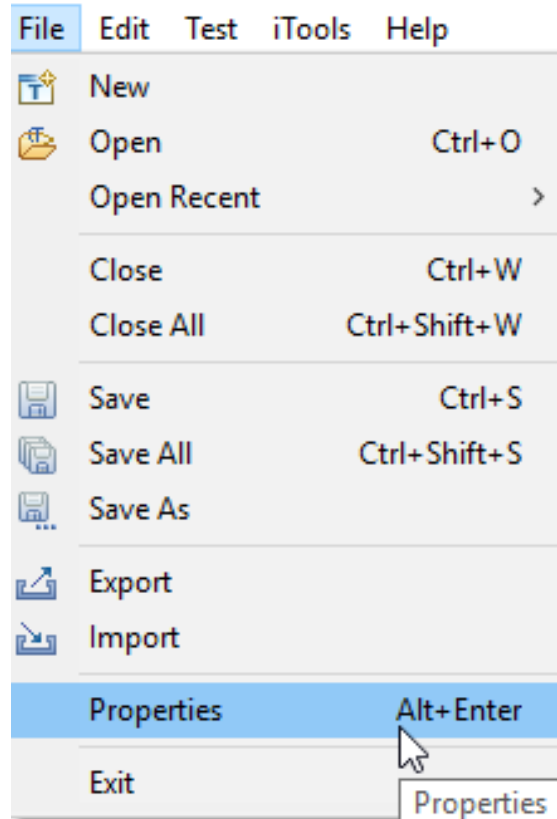 File Edit Test iTools Help
New
Open Ctrl+O
Open Recent >
Close Ctrl+W
Close All Ctrl+Shift+W
Save Ctrl+S
Save All Ctrl+Shift+S
Save As
Export
Import
Properties Alt+Enter
Exit
Properties